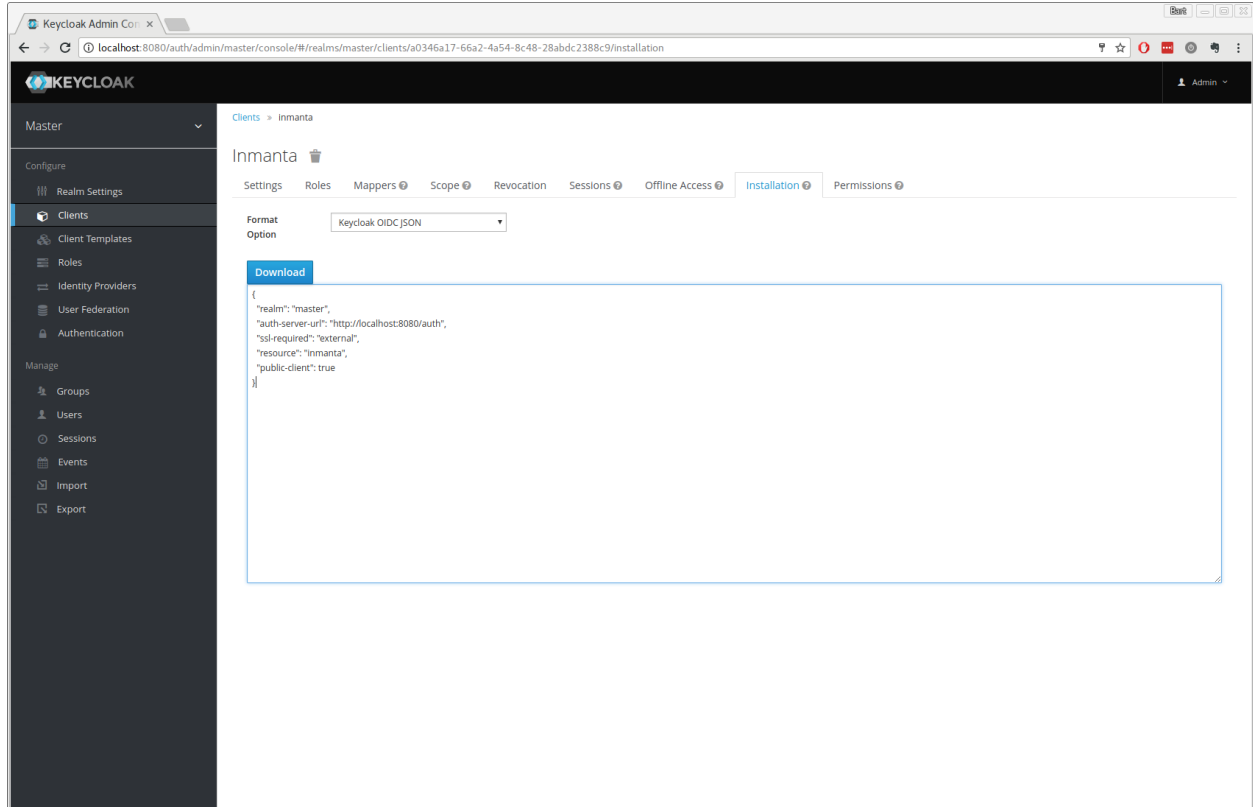 Bart
Keycloak Admin Con
localhost:8080/auth/admin/master/console/#/realms/master/clients/a0346a17-66a2-4a54-8c48-28abdc2388c9/installation
KEYCLOAK
Admin
Master
Clients » inmanta
Inmanta
Settings Roles Mappers Scope Revocation Sessions Offline Access Installation Permissions
Configure
Realm Settings
Clients
Client Templates
Roles
Identity Providers
User Federation
Authentication
Manage
Groups
Users
Sessions
Events
Import
Export
Format
Option
Keycloak OIDC JSON
Download
{
"realm": "master",
"auth-server-url": "http://localhost:8080/auth",
"ssl-required": "external",
"resource": "inmanta",
"public-client": true
}